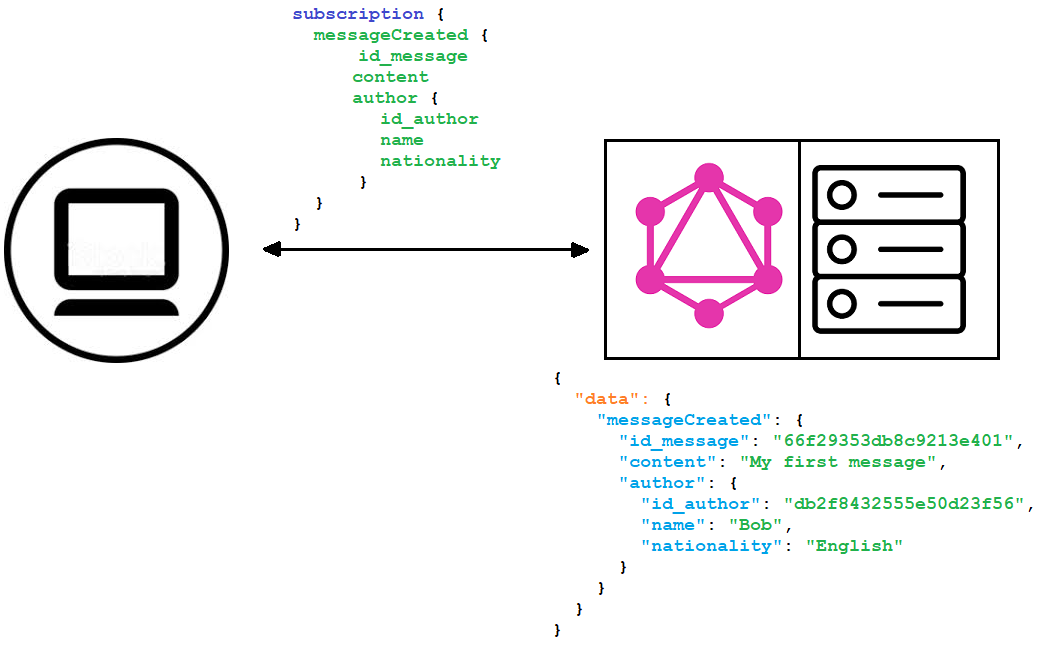 subscription {
messageCreated {
id_message
content
author {
id_author
name
nationality
}
}
}
{
"data": {
"messageCreated": {
"id_message": "66f29353db8c9213e401",
"content": "My first message",
"author": {
"id_author": "db2f8432555e50d23f56",
"name": "Bob",
"nationality": "English"
}
}
}
}